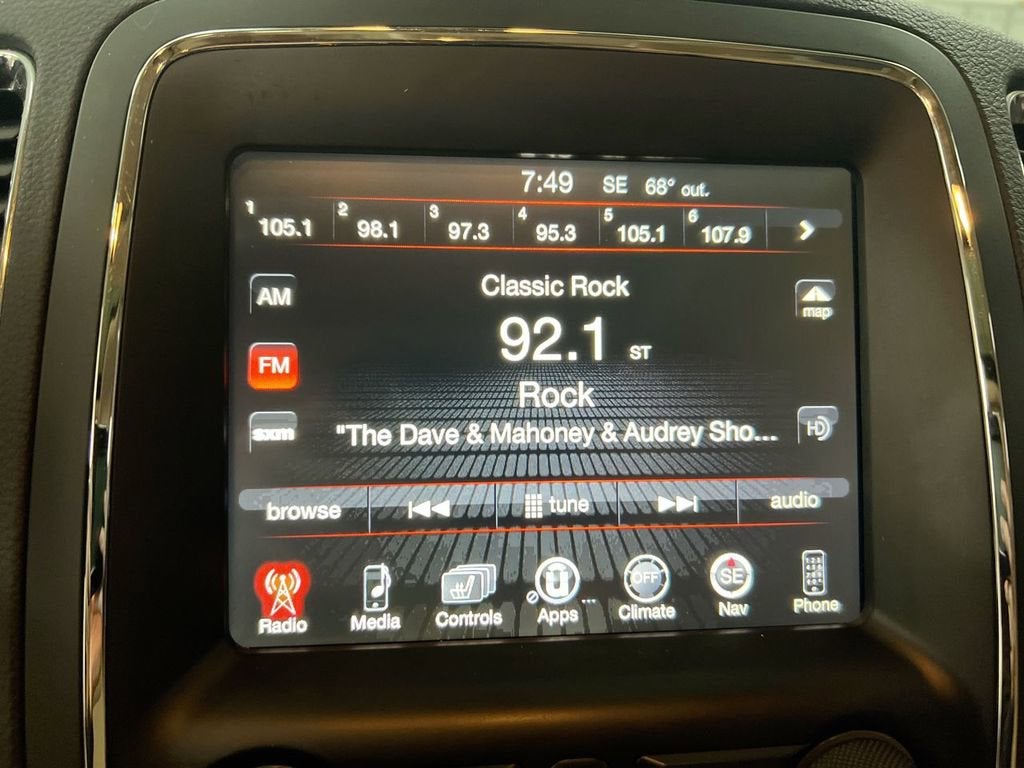 7:49 SE 68° out.
1 105.1 2 98.1 3 97.3 4 95.3 5 105.1 6 107.9
AM
Classic Rock
map
92.1 ST
FM
Rock
sxm
"The Dave & Mahoney & Audrey Sho...
HD
browse tune audio
OFF SE
Radio Media Controls Apps Climate Nav Phone